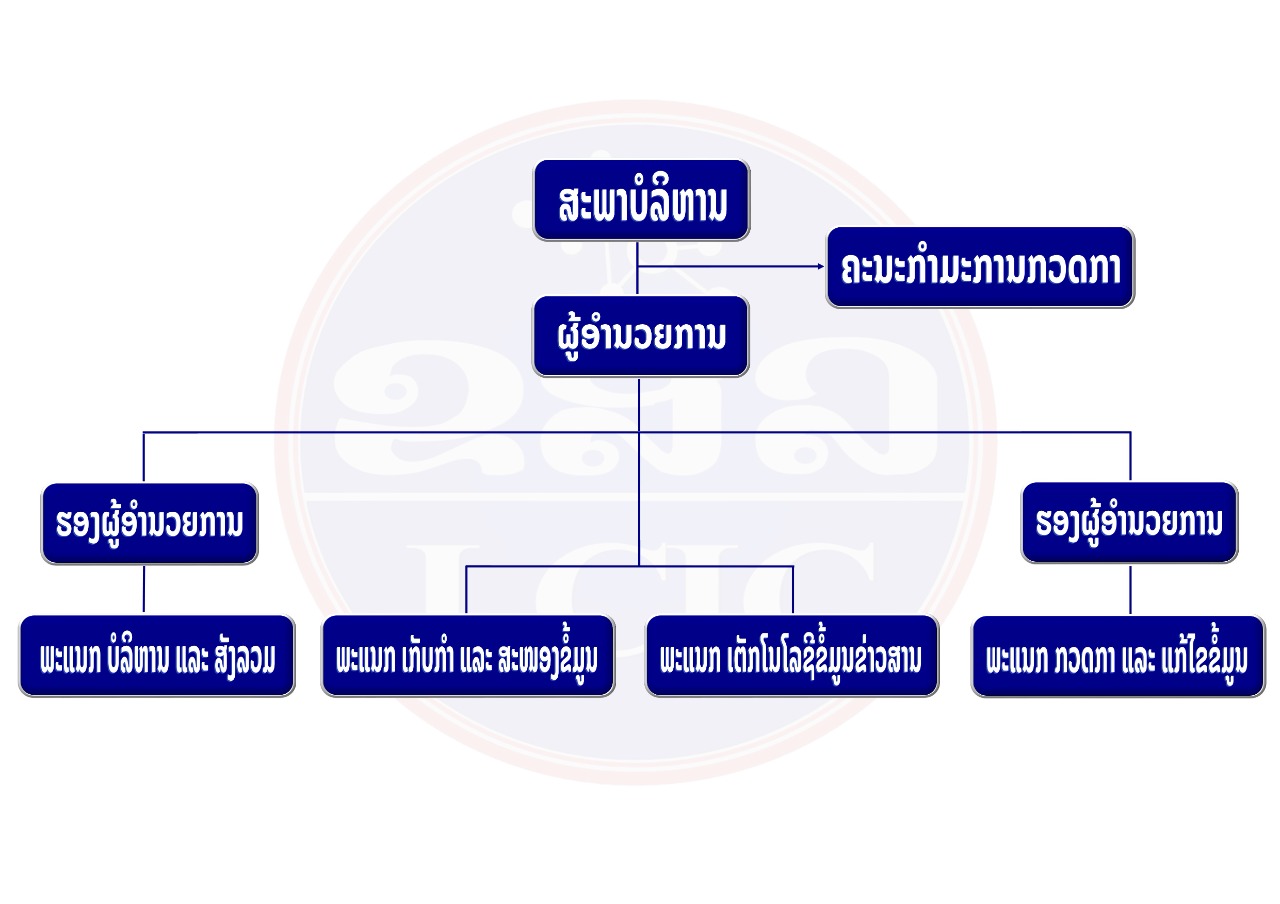 ສະພາບໍລິຫານ
ຄະນະກຳມະການກວດກາ
ຜູ້ອຳນວຍການ
ຮອງຜູ້ອຳນວຍການ
ຮອງຜູ້ອຳນວຍການ
ພະແນກ ບໍລິຫານ ແລະ ສັງລວມ
ພະແນກ ເກັບກຳ ແລະ ສະໜອງຂໍ້ມູນ
ພະແນກ ເຕັກໂນໂລຊີຂໍ້ມູນຂ່າວສານ
ພະແນກ ກວດກາ ແລະ ແກ້ໄຂຂໍ້ມູນ
ຂສລ
LCIC